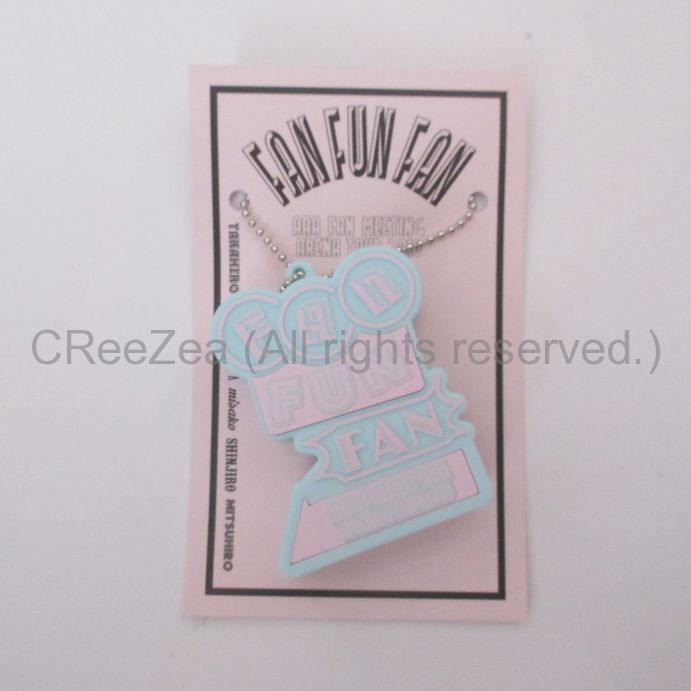 FAN FUN FAN
AAA FAN MEETING
ARENA TOUR
FAN
FUN
FAN
TAKAHIRO
misako SHINJIRO MITSUHIRO
CReeZea (All rights reserved.)